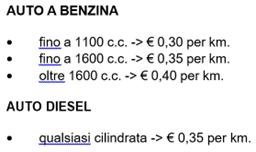 AUTO A BENZINA
• fino a 1100 c.c. -> € 0,30 per km.
• fino a 1600 c.c. -> € 0,35 per km.
• oltre 1600 c.c. -> € 0,40 per km.
AUTO DIESEL
• qualsiasi cilindrata -> € 0,35 per km.